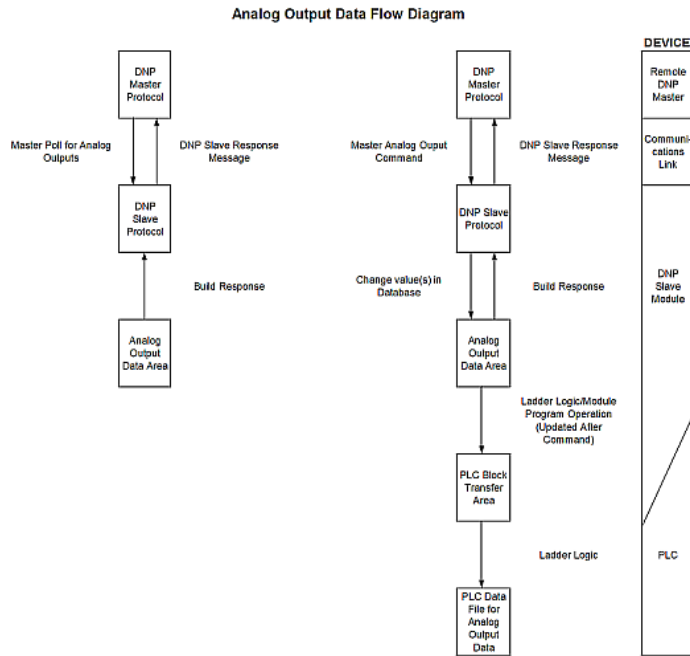 Analog Output Data Flow Diagram
DNP
Master
Protocol
Master Poll for Analog
Outputs
DNP Slave Response
Message
DNP
Slave
Protocol
Build Response
Analog
Output
Data Area
DNP
Master
Protocol
Master Analog Ouput
Command
DNP Slave Response
Message
DNP Slave
Protocol
Change value(s) in
Database
Build Response
Analog
Output
Data Area
Ladder Logic/Module
Program Operation
(Updated After
Command)
PLC Block
Transfer
Area
Ladder Logic
PLC Data
File for
Analog
Output
Data
DEVICE
Remote
DNP
Master
Communi-
cations
Link
DNP
Slave
Module
PLC